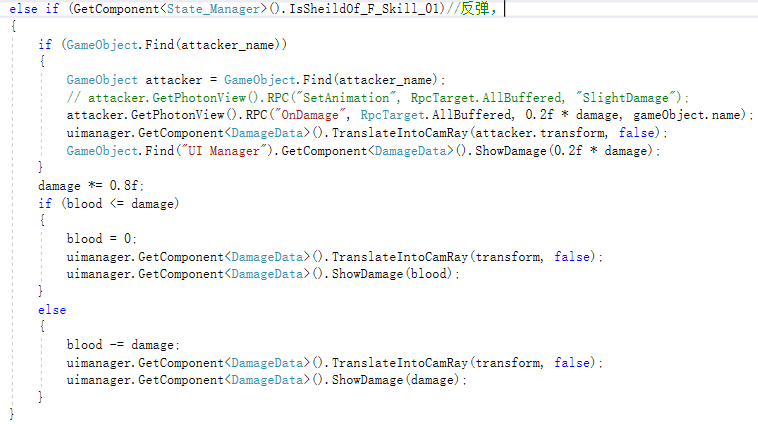 else if (GetComponent<State_Manager>().IsSheildOf_F_Skill_01)//反弹，
{
if (GameObject.Find(attacker_name))
{
GameObject attacker = GameObject.Find(attacker_name);
// attacker.GetPhotonView().RPC("SetAnimation", RpcTarget.AllBuffered, "SlightDamage");
attacker.GetPhotonView().RPC("OnDamage", RpcTarget.AllBuffered, 0.2f * damage, gameObject.name);
uimanager.GetComponent<DamageData>().TranslateIntoCamRay(attacker.transform, false);
GameObject.Find("UI Manager").GetComponent<DamageData>().ShowDamage(0.2f * damage);
}
damage *= 0.8f;
if (blood <= damage)
{
blood = 0;
uimanager.GetComponent<DamageData>().TranslateIntoCamRay(transform, false);
uimanager.GetComponent<DamageData>().ShowDamage(blood);
}
else
{
blood -= damage;
uimanager.GetComponent<DamageData>().TranslateIntoCamRay(transform, false);
uimanager.GetComponent<DamageData>().ShowDamage(damage);
}
}